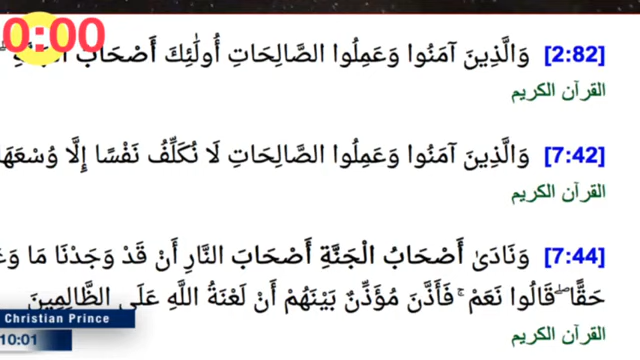 0:00
[2:82] وَالَّذِينَ آمَنُوا وَعَمِلُوا الصَّالِحَاتِ أُولَٰئِكَ أَصْحَابُ
القرآن الكريم
[7:42] وَالَّذِينَ آمَنُوا وَعَمِلُوا الصَّالِحَاتِ لَا نُكَلِّفُ نَفْسًا إِلَّا وُسْعَهَا
القرآن الكريم
[7:44] وَنَادَىٰ أَصْحَابُ الْجَنَّةِ أَصْحَابَ النَّارِ أَنْ قَدْ وَجَدْنَا مَا
حَقًّا ۖ قَالُوا نَعَمْ ۚ فَأَذَّنَ مُؤَذِّنٌ بَيْنَهُمْ أَنْ لَعْنَةُ اللَّهِ عَلَى الظَّالِمِينَ
القرآن الكريم
Christian Prince
10:01